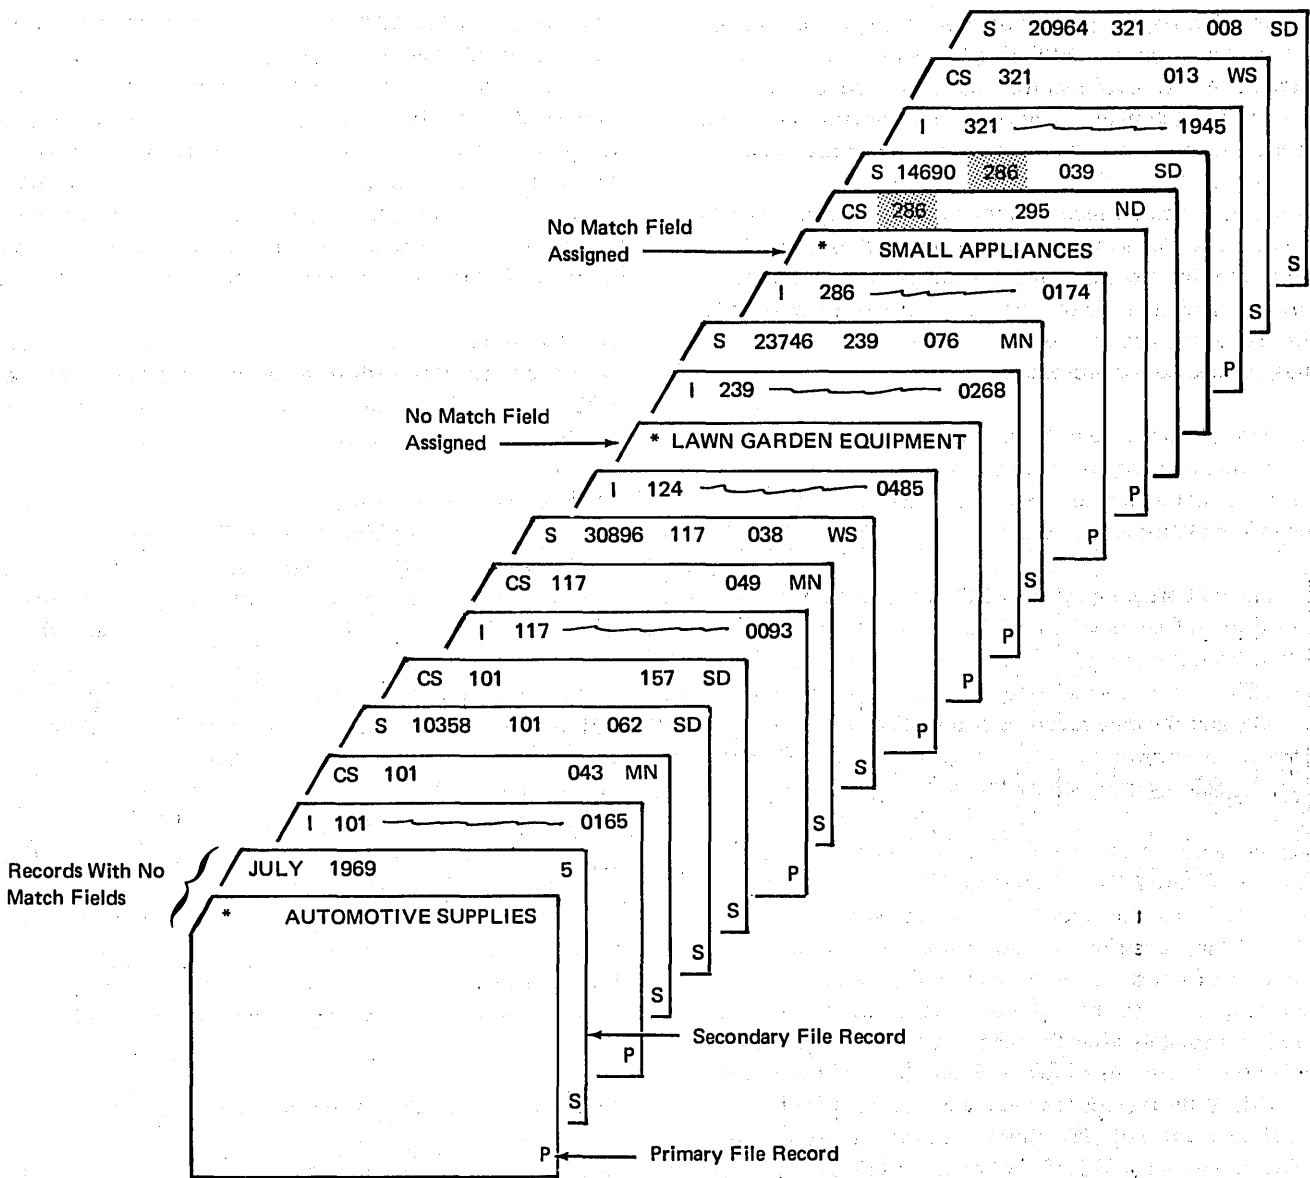 S 20964 321 008 SD
CS 321 013 WS
I 321 1945
S 14690 286 039 SD
CS 286 295 ND
No Match Field
Assigned
* SMALL APPLIANCES
S
I 286 0174
S
S 23746 239 076 MN
P
I 239 0268
No Match Field
Assigned
* LAWN GARDEN EQUIPMENT
I 124 0485
P
S 30896 117 038 WS
P
CS 117 049 MN
S
I 117 0093
P
CS 101 157 SD
P
S 10358 101 062 SD
P
CS 101 043 MN
S
I 101 0165
S
Records With No
Match Fields
JULY 1969 5
P
* AUTOMOTIVE SUPPLIES
S
S
S
Secondary File Record
P
S
P
Primary File Record